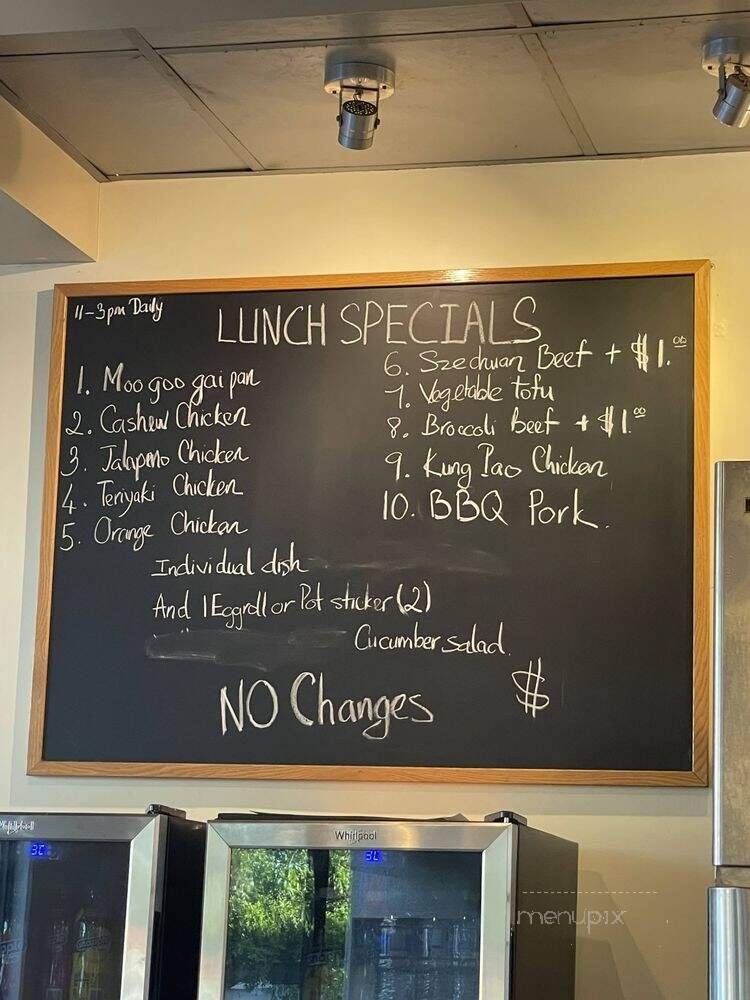 11-3pm Daily
LUNCH SPECIALS
1. Moo goo gai pan
2. Cashew Chicken
3. Jalapeno Chicken
4. Teriyaki Chicken
5. Orange Chicken
6. Szechuan Beef + $1.00
7. Vegetable tofu
8. Broccoli Beef + $1.00
9. Kung Pao Chicken
10. BBQ Pork.
Individual dish
And 1 Eggroll or Pot sticker (2)
Cucumber salad.
NO Changes $
Whirlpool
Whirlpool
3C
3C
menupix